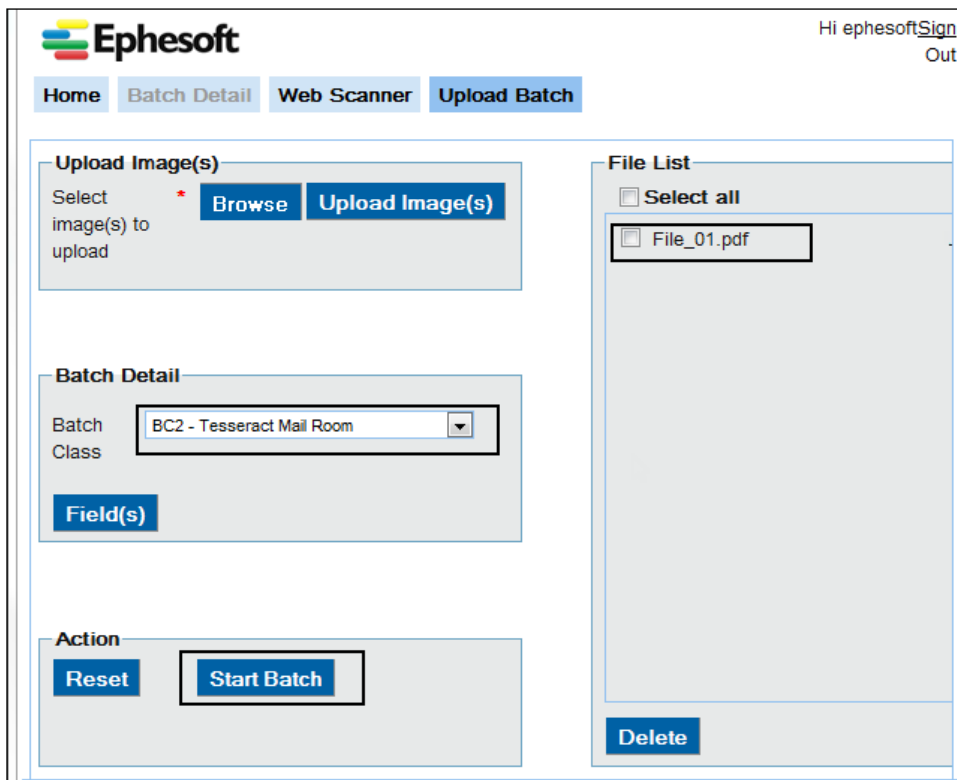 Ephesoft
Hi ephesoftSign
Out
Home Batch Detail Web Scanner Upload Batch
Upload Image(s)
Select
image(s) to
upload
* Browse Upload Image(s)
Batch Detail
Batch
Class
BC2 - Tesseract Mail Room
Field(s)
Action
Reset Start Batch
File List
Select all
File_01.pdf
Delete